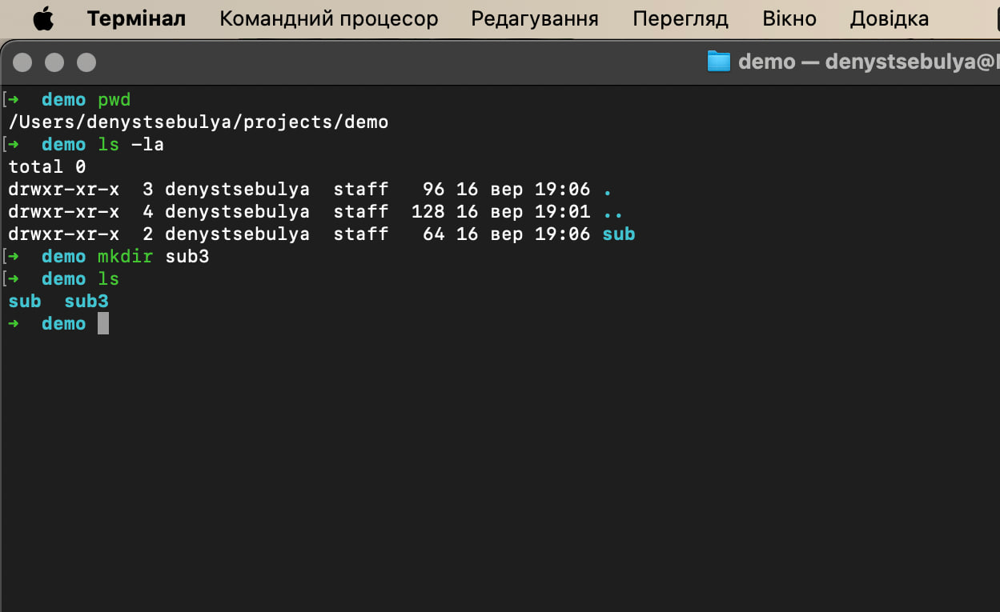 Термінал Командний процесор Редагування Перегляд Вікно Довідка
demo — denystsebulya@
[➜ demo pwd
/Users/denystsebulya/projects/demo
[➜ demo ls -la
total 0
drwxr-xr-x  3 denystsebulya  staff   96 16 вер 19:06 .
drwxr-xr-x  4 denystsebulya  staff  128 16 вер 19:01 ..
drwxr-xr-x  2 denystsebulya  staff   64 16 вер 19:06 sub
[➜ demo mkdir sub3
[➜ demo ls
sub  sub3
➜ demo